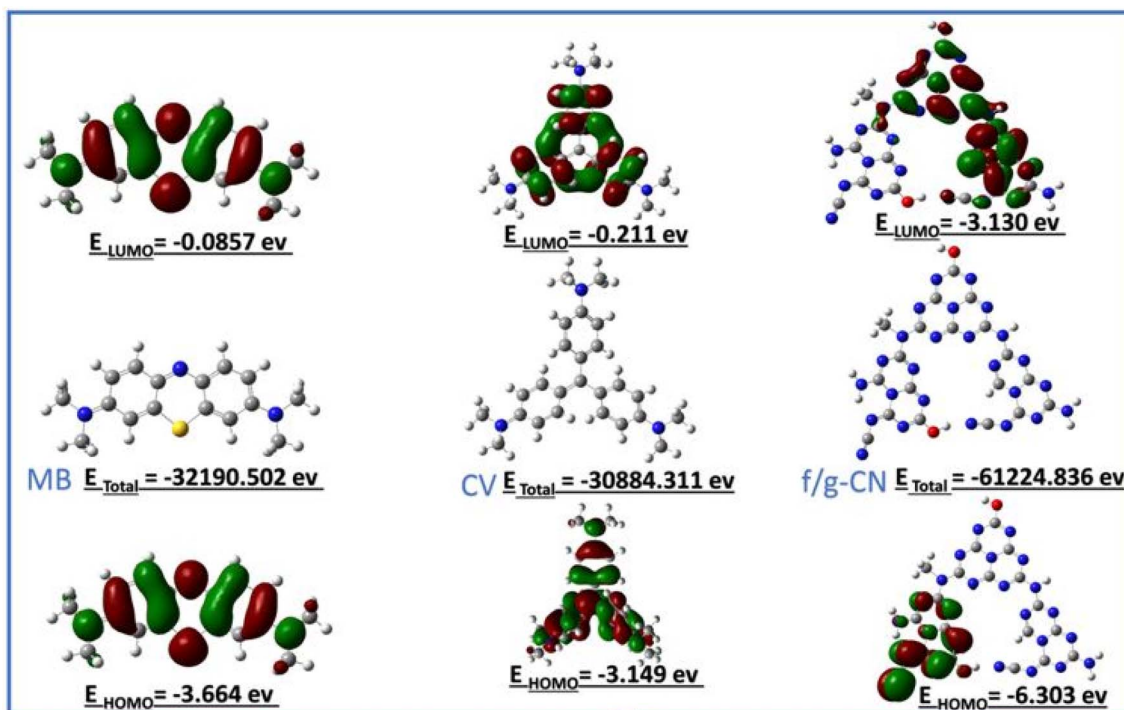 E_LUMO= -0.0857 ev
E_LUMO= -0.211 ev
E_LUMO= -3.130 ev
MB E_Total = -32190.502 ev
CV E_Total = -30884.311 ev
f/g-CN E_Total = -61224.836 ev
E_HOMO= -3.664 ev
E_HOMO= -3.149 ev
E_HOMO= -6.303 ev